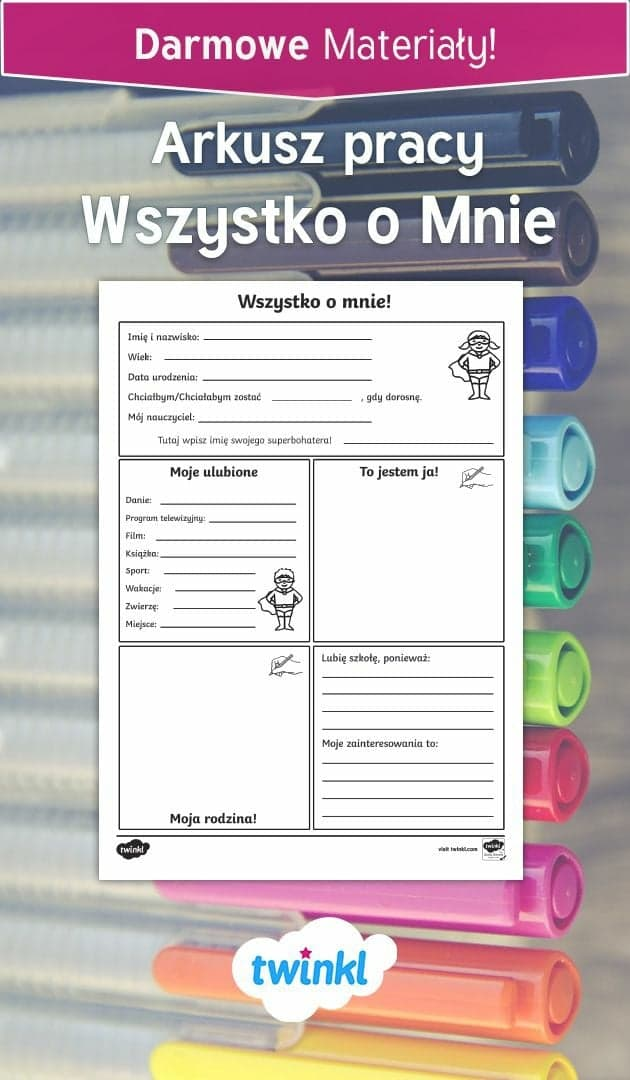 Darmowe Materiały!
Arkusz pracy
Wszystko o Mnie
Wszystko o mnie!
Imię i nazwisko:
Wiek:
Data urodzenia:
Chciałbym/Chciałabym zostać , gdy dorosnę.
Mój nauczyciel:
Tutaj wpisz imię swojego superbohatera!
Moje ulubione
Danie:
Program telewizyjny:
Film:
Książka:
Sport:
Wakacje:
Zwierzę:
Miejsce:
To jestem ja!
Moja rodzina!
Lubię szkołę, ponieważ:
Moje zainteresowania to:
twinkl
visit twinkl.com
twinkl
twinkl